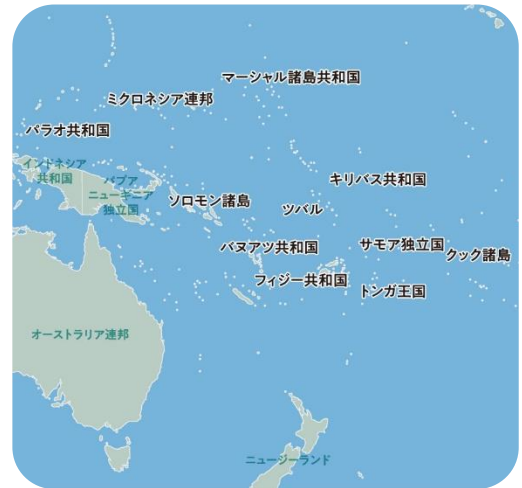 マーシャル諸島共和国
ミクロネシア連邦
パラオ共和国
インドネシア
共和国
パプア
ニューギニア
独立国
ソロモン諸島
ツバル
キリバス共和国
バヌアツ共和国
サモア独立国
クック諸島
フィジー共和国
トンガ王国
オーストラリア連邦
ニュージーランド